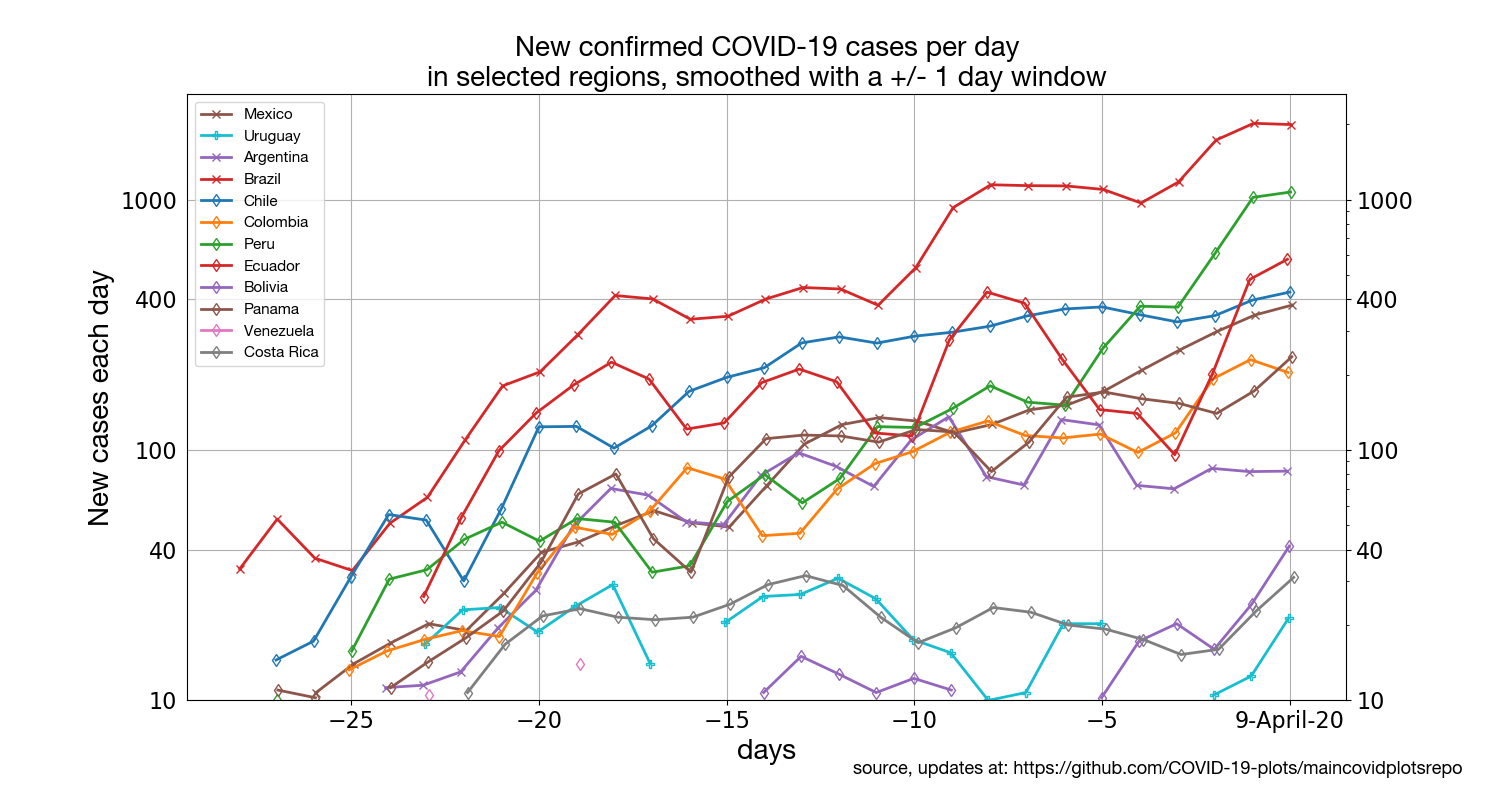 New confirmed COVID-19 cases per day
in selected regions, smoothed with a +/- 1 day window
Mexico
Uruguay
Argentina
Brazil
Chile
Colombia
Peru
Ecuador
Bolivia
Panama
Venezuela
Costa Rica
New cases each day
1000
400
100
40
10
1000
400
100
40
10
−25
−20
−15
−10
−5
9-April-20
days
source, updates at: https://github.com/COVID-19-plots/maincovidplotsrepo